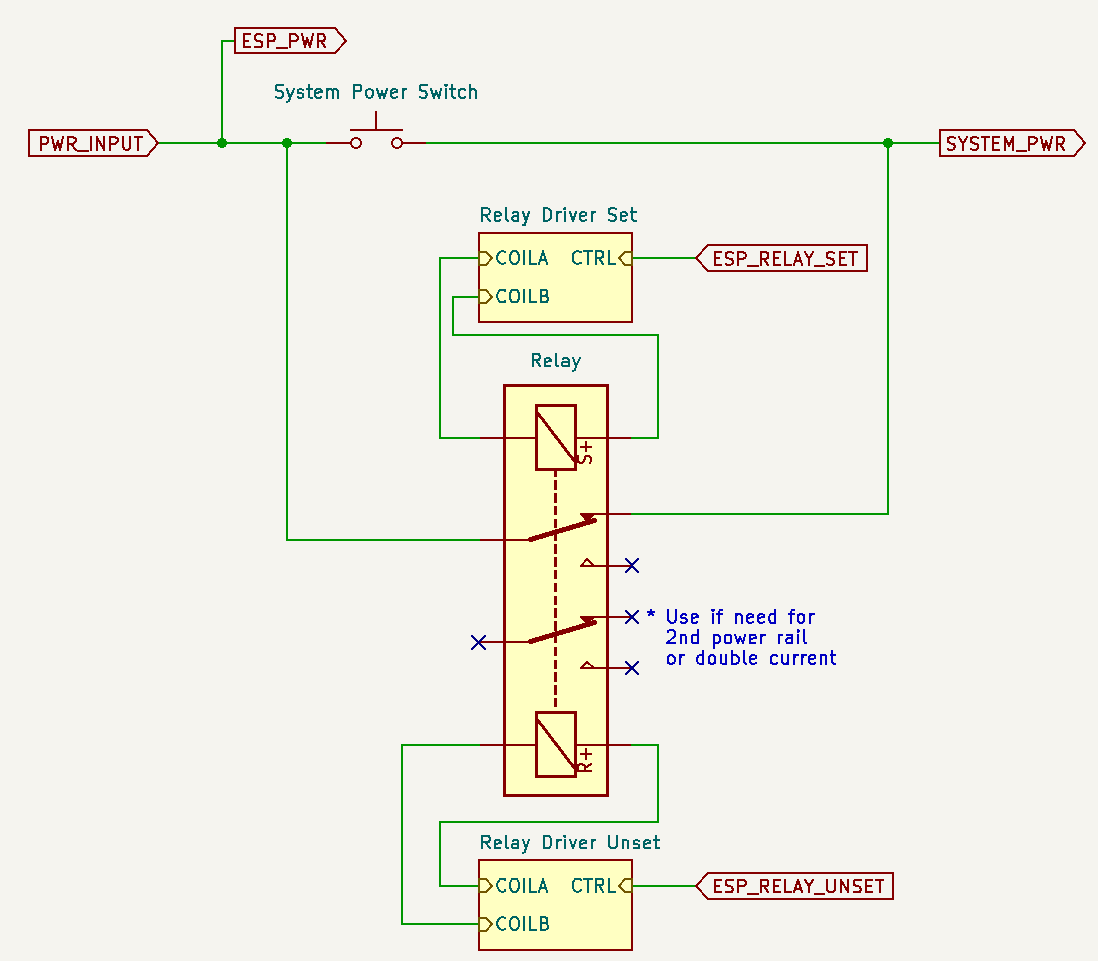 ESP_PWR
System Power Switch
PWR_INPUT
SYSTEM_PWR
Relay Driver Set
COILA CTRL
ESP_RELAY_SET
COILB
Relay
S+
* Use if need for
2nd power rail
or double current
R+
Relay Driver Unset
COILA CTRL
ESP_RELAY_UNSET
COILB